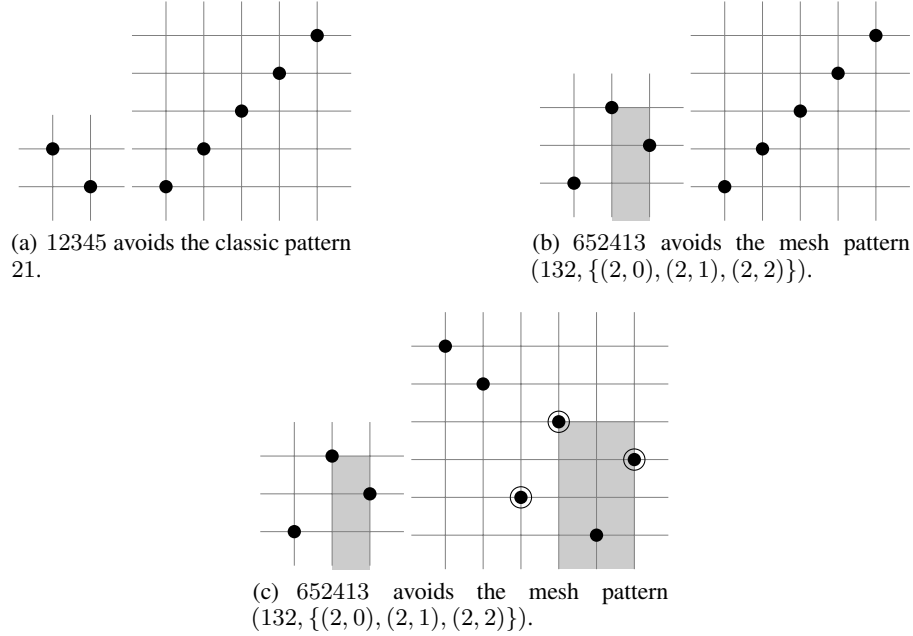 (a) 12345 avoids the classic pattern
21.
(b) 652413 avoids the mesh pattern
(132, {(2, 0), (2, 1), (2, 2)}).
(c) 652413 avoids the mesh pattern
(132, {(2, 0), (2, 1), (2, 2)}).